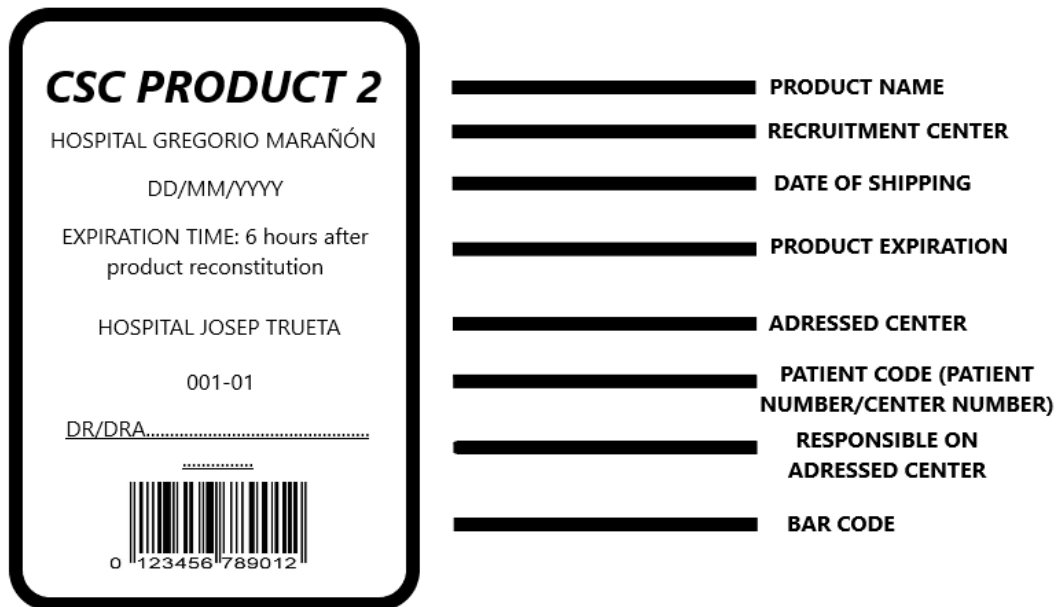 CSC PRODUCT 2
HOSPITAL GREGORIO MARAÑÓN
DD/MM/YYYY
EXPIRATION TIME: 6 hours after
product reconstitution
HOSPITAL JOSEP TRUETA
001-01
DR/DRA...............................................
...............
0 123456 789012
PRODUCT NAME
RECRUITMENT CENTER
DATE OF SHIPPING
PRODUCT EXPIRATION
ADRESSED CENTER
PATIENT CODE (PATIENT
NUMBER/CENTER NUMBER)
RESPONSIBLE ON
ADRESSED CENTER
BAR CODE